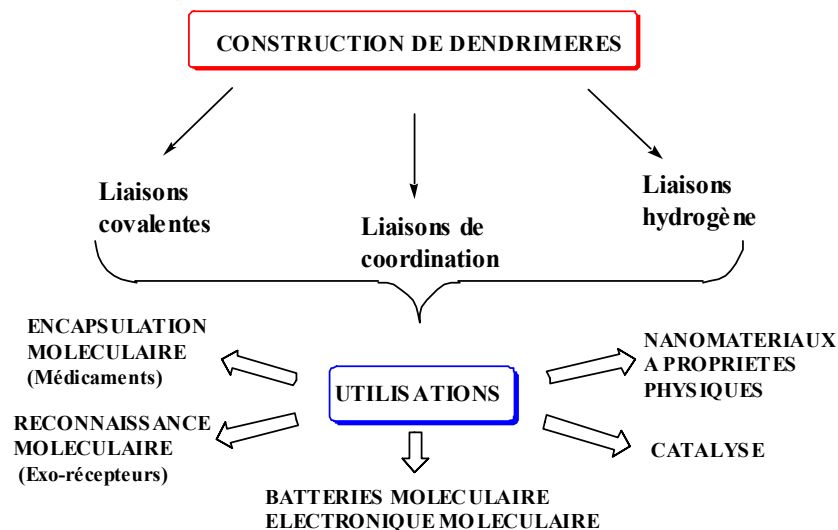 CONSTRUCTION DE DENDRIMERES
Liaisons
covalentes
Liaisons de
coordination
Liaisons
hydrogène
ENCAPSULATION
MOLECULAIRE
(Médicaments)
RECONNAISSANCE
MOLECULAIRE
(Exo-récepteurs)
UTILISATIONS
BATTERIES MOLECULAIRE
ELECTRONIQUE MOLECULAIRE
NANOMATERIAUX
A PROPRIETES
PHYSIQUES
CATALYSE